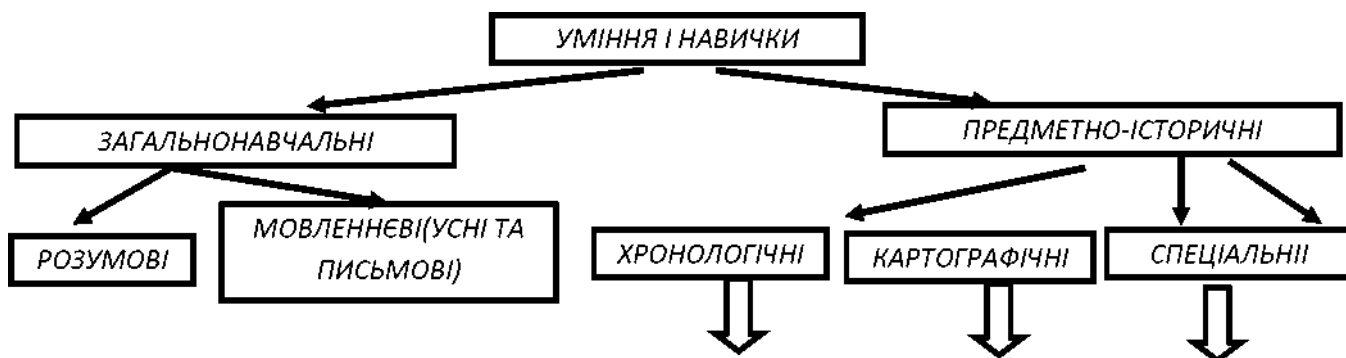 УМІННЯ І НАВИЧКИ
ЗАГАЛЬНОНАВЧАЛЬНІ
ПРЕДМЕТНО-ІСТОРИЧНІ
РОЗУМОВІ
МОВЛЕННЄВІ(УСНІ ТА
ПИСЬМОВІ)
ХРОНОЛОГІЧНІ
КАРТОГРАФІЧНІ
СПЕЦІАЛЬНІІ